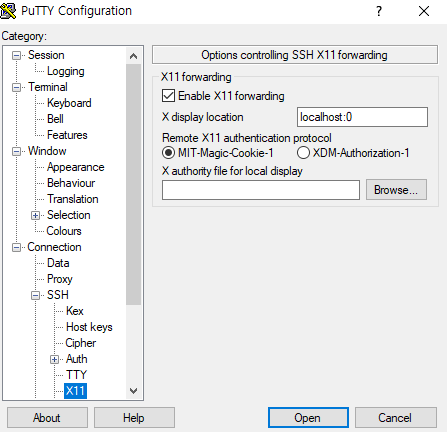 PuTTY Configuration
Category:
Session
Logging
Terminal
Keyboard
Bell
Features
Window
Appearance
Behaviour
Translation
Selection
Colours
Connection
Data
Proxy
SSH
Kex
Host keys
Cipher
Auth
TTY
X11
Options controlling SSH X11 forwarding
X11 forwarding
Enable X11 forwarding
X display location localhost:0
Remote X11 authentication protocol
MIT-Magic-Cookie-1 XDM-Authorization-1
X authority file for local display
Browse...
About Help Open Cancel